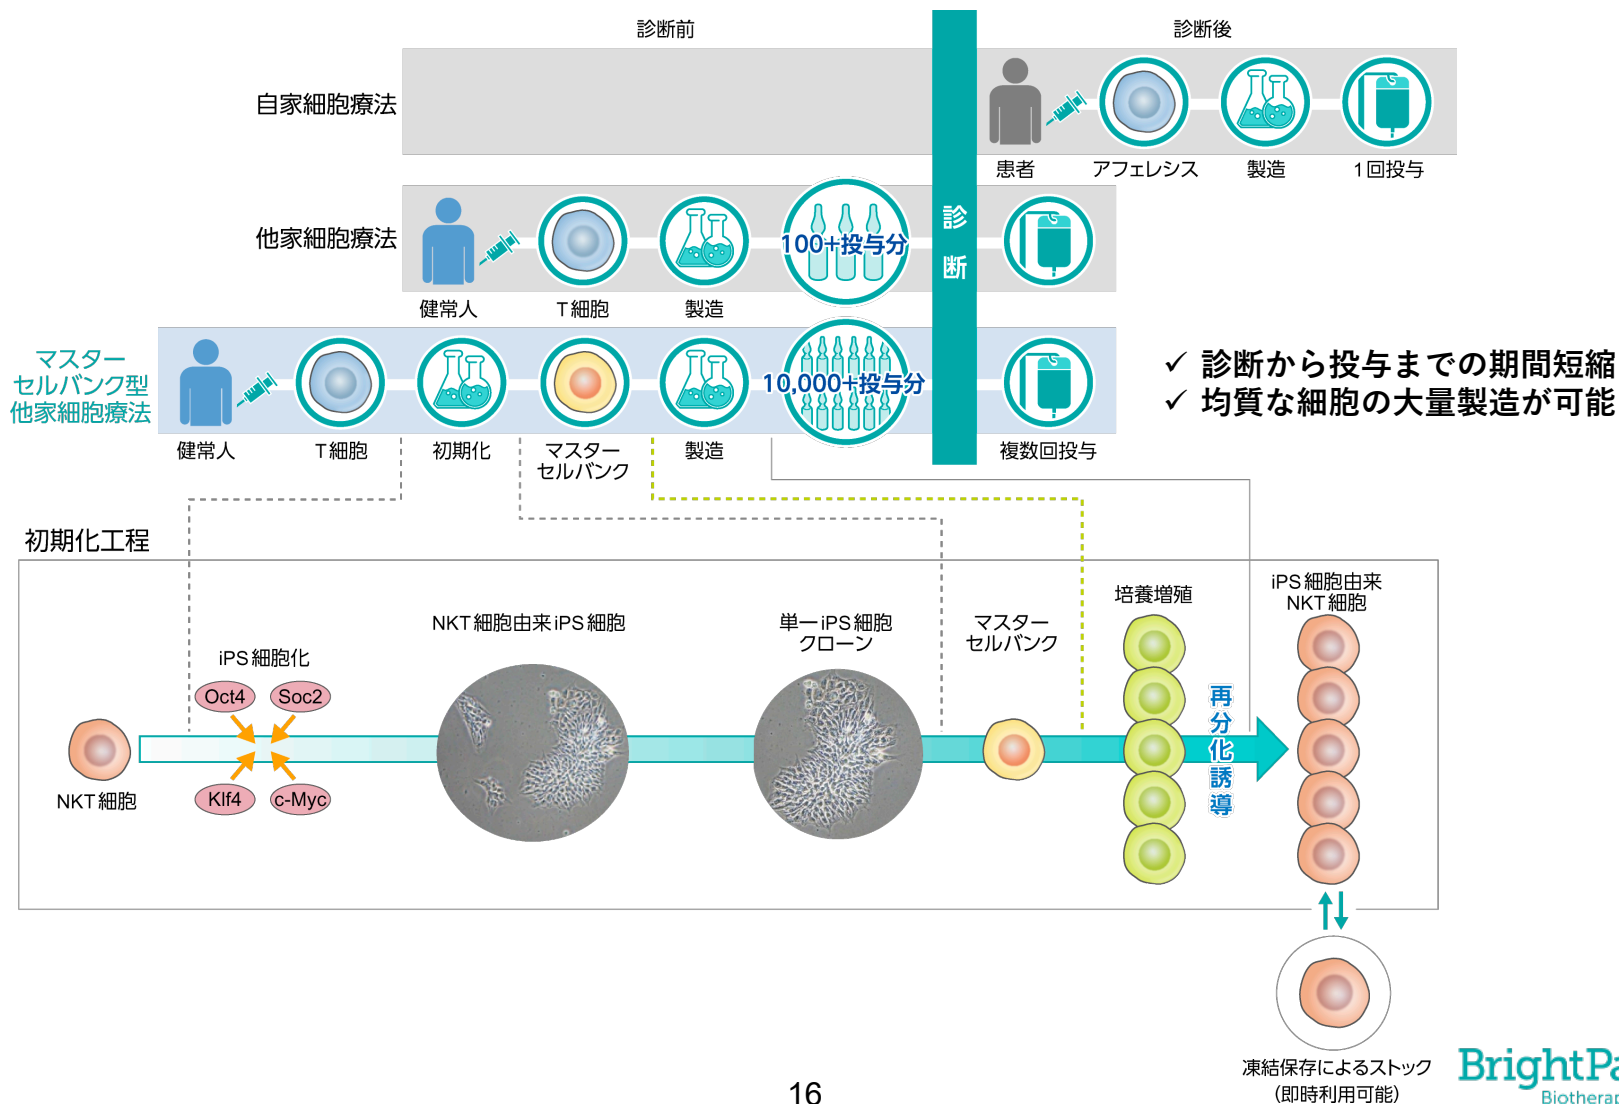 診断前
診断後
自家細胞療法
患者
アフェレシス
製造
1回投与
他家細胞療法
100+投与分
診断
健常人
T細胞
製造
マスター
セルバンク型
他家細胞療法
10,000+投与分
健常人
T細胞
初期化
マスター
セルバンク
製造
複数回投与
✓ 診断から投与までの期間短縮
✓ 均質な細胞の大量製造が可能
初期化工程
iPS細胞化
Oct4
Soc2
Klf4
c-Myc
NKT細胞
NKT細胞由来iPS細胞
単一iPS細胞
クローン
マスター
セルバンク
培養増殖
再分化誘導
iPS細胞由来
NKT細胞
凍結保存によるストック
(即時利用可能)
16
BrightPa
Biotherap